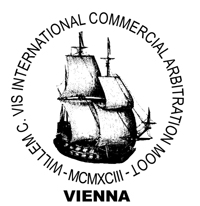 WILLEM C. VIS INTERNATIONAL COMMERCIAL ARBITRATION MOOT - MCMXCIII -
VIENNA